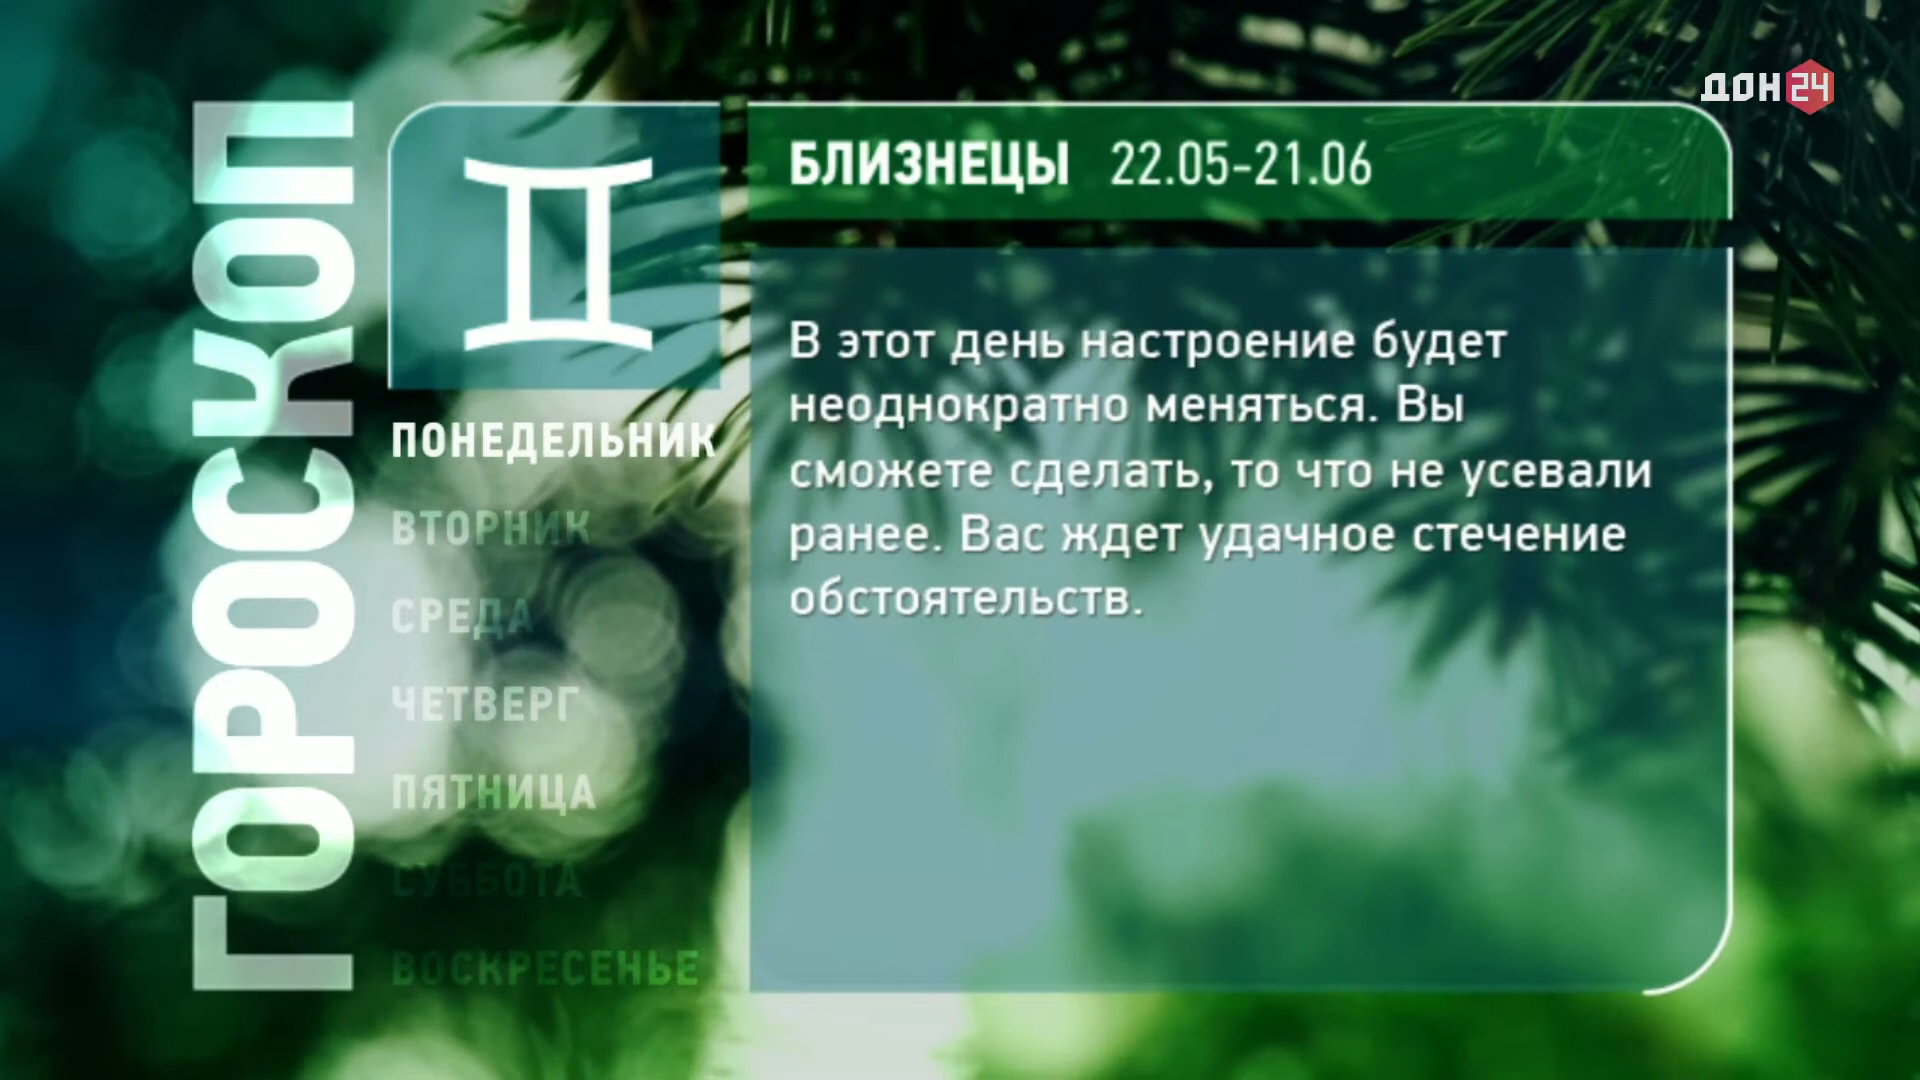 ДОН24
ГОРОСКОП
БЛИЗНЕЦЫ 22.05-21.06
ПОНЕДЕЛЬНИК
ВТОРНИК
СРЕДА
ЧЕТВЕРГ
ПЯТНИЦА
СУББОТА
ВОСКРЕСЕНЬЕ
В этот день настроение будет
неоднократно меняться. Вы
сможете сделать, то что не усевали
ранее. Вас ждет удачное стечение
обстоятельств.